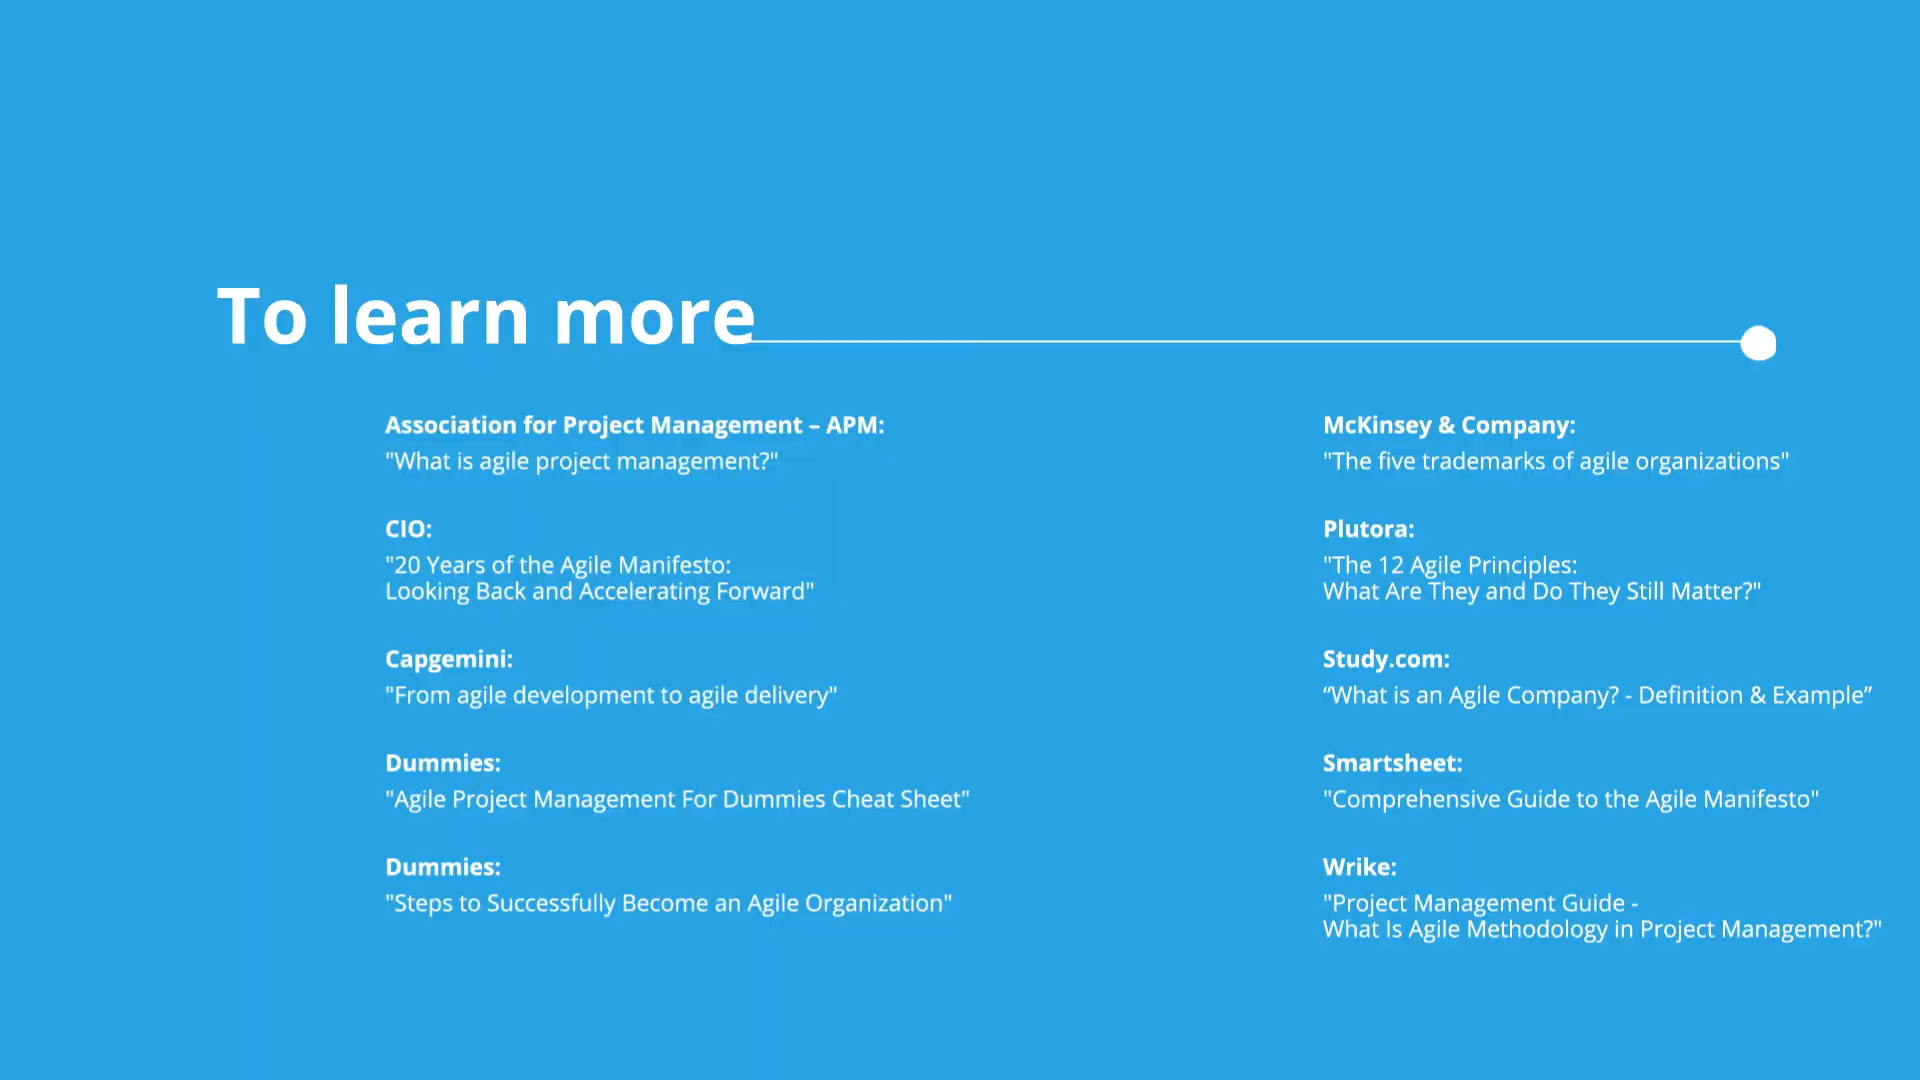 To learn more
Association for Project Management – APM:
"What is agile project management?"
CIO:
"20 Years of the Agile Manifesto:
Looking Back and Accelerating Forward"
Capgemini:
"From agile development to agile delivery"
Dummies:
"Agile Project Management For Dummies Cheat Sheet"
Dummies:
"Steps to Successfully Become an Agile Organization"
McKinsey & Company:
"The five trademarks of agile organizations"
Plutora:
"The 12 Agile Principles:
What Are They and Do They Still Matter?"
Study.com:
“What is an Agile Company? - Definition & Example”
Smartsheet:
"Comprehensive Guide to the Agile Manifesto"
Wrike:
"Project Management Guide -
What Is Agile Methodology in Project Management?"